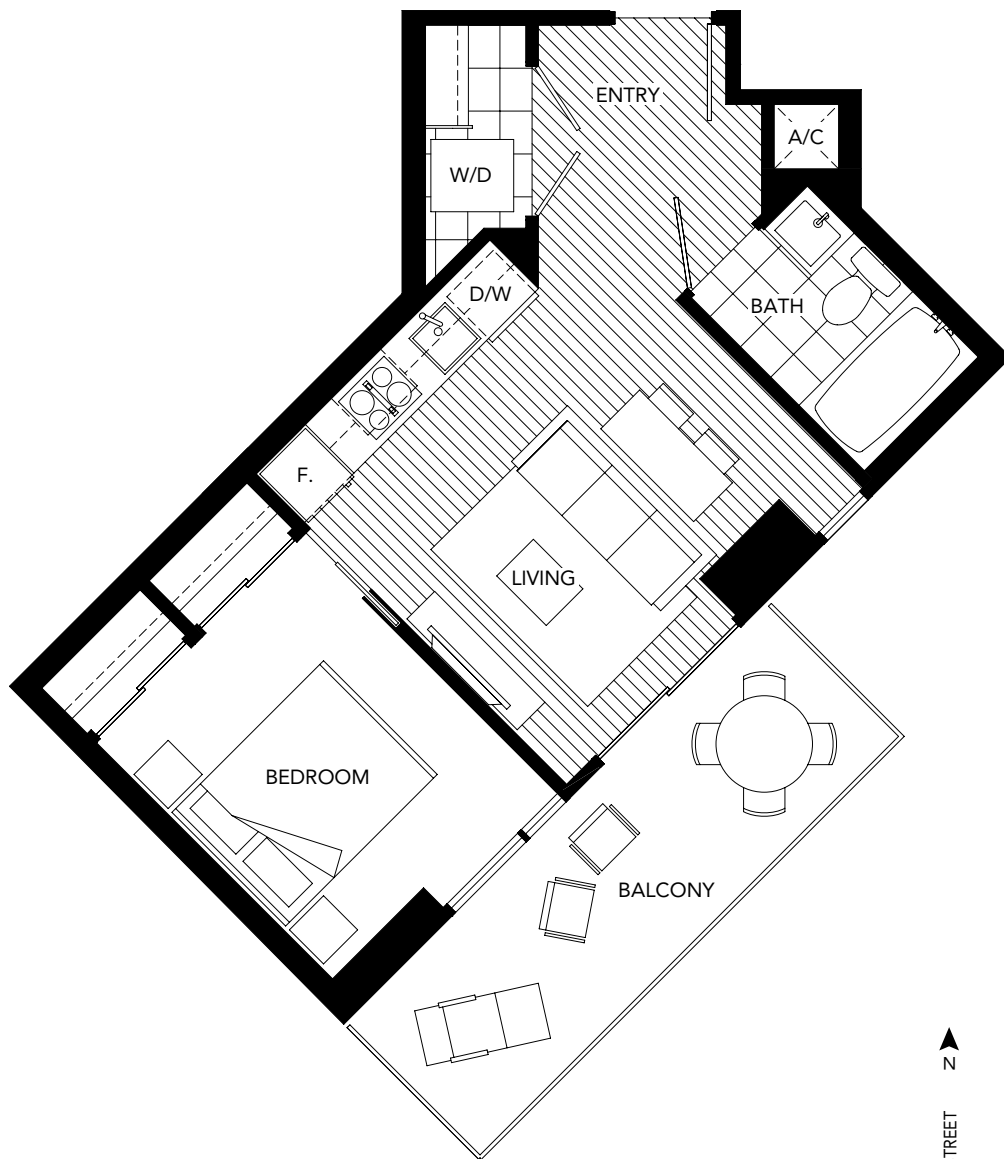 ENTRY
A/C
W/D
D/W
BATH
F.
LIVING
BEDROOM
BALCONY
N
TREET